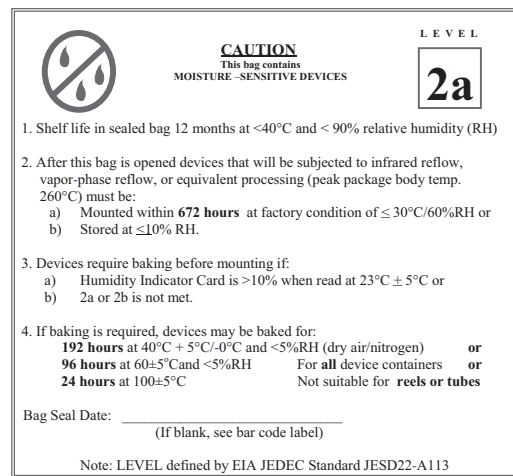 LEVEL
CAUTION
This bag contains
MOISTURE –SENSITIVE DEVICES
2a
1. Shelf life in sealed bag 12 months at <40°C and < 90% relative humidity (RH)
2. After this bag is opened devices that will be subjected to infrared reflow,
vapor-phase reflow, or equivalent processing (peak package body temp.
260°C) must be:
a) Mounted within 672 hours at factory condition of ≤ 30°C/60%RH or
b) Stored at ≤10% RH.
3. Devices require baking before mounting if:
a) Humidity Indicator Card is >10% when read at 23°C ± 5°C or
b) 2a or 2b is not met.
4. If baking is required, devices may be baked for:
192 hours at 40°C + 5°C/-0°C and <5%RH (dry air/nitrogen) or
96 hours at 60±5°Cand <5%RH For all device containers or
24 hours at 100±5°C Not suitable for reels or tubes
Bag Seal Date: ______________________________
(If blank, see bar code label)
Note: LEVEL defined by EIA JEDEC Standard JESD22-A113